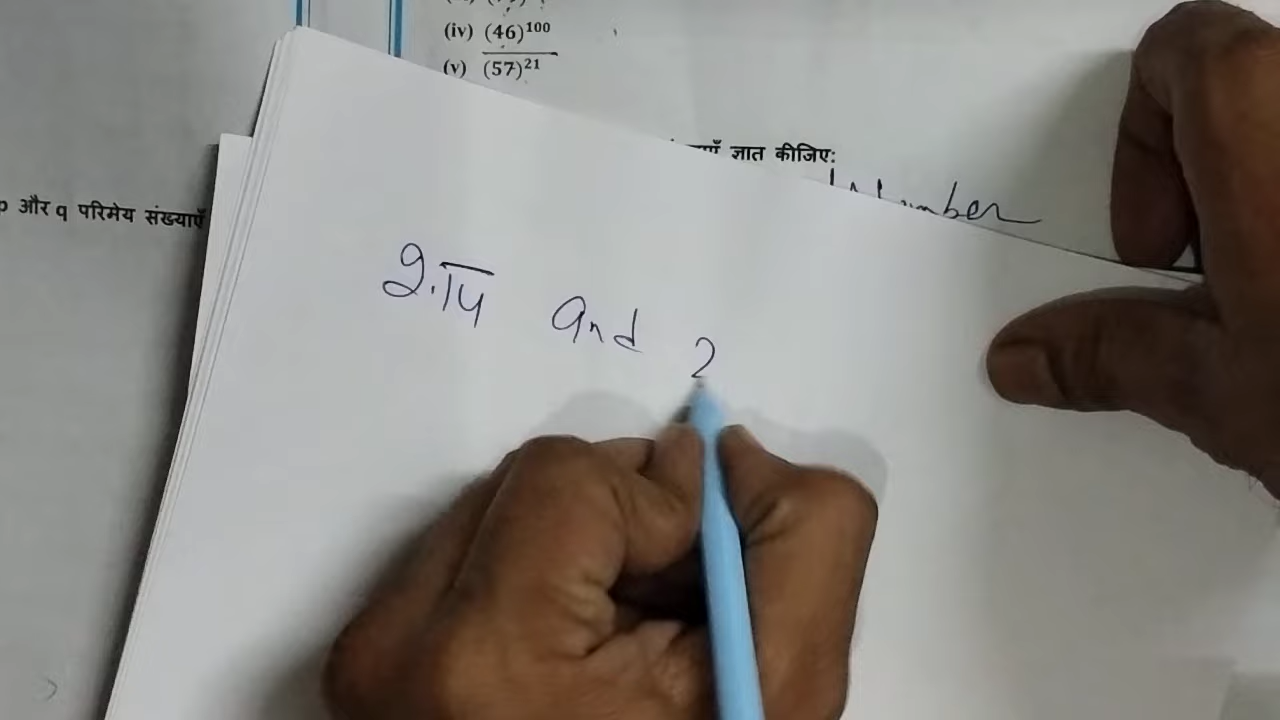 (iv) (46)¹⁰⁰
(v) (57)²¹
ज्ञात कीजिए:
और q परिमेय संख्याएँ
2.1̅4̅ and 2